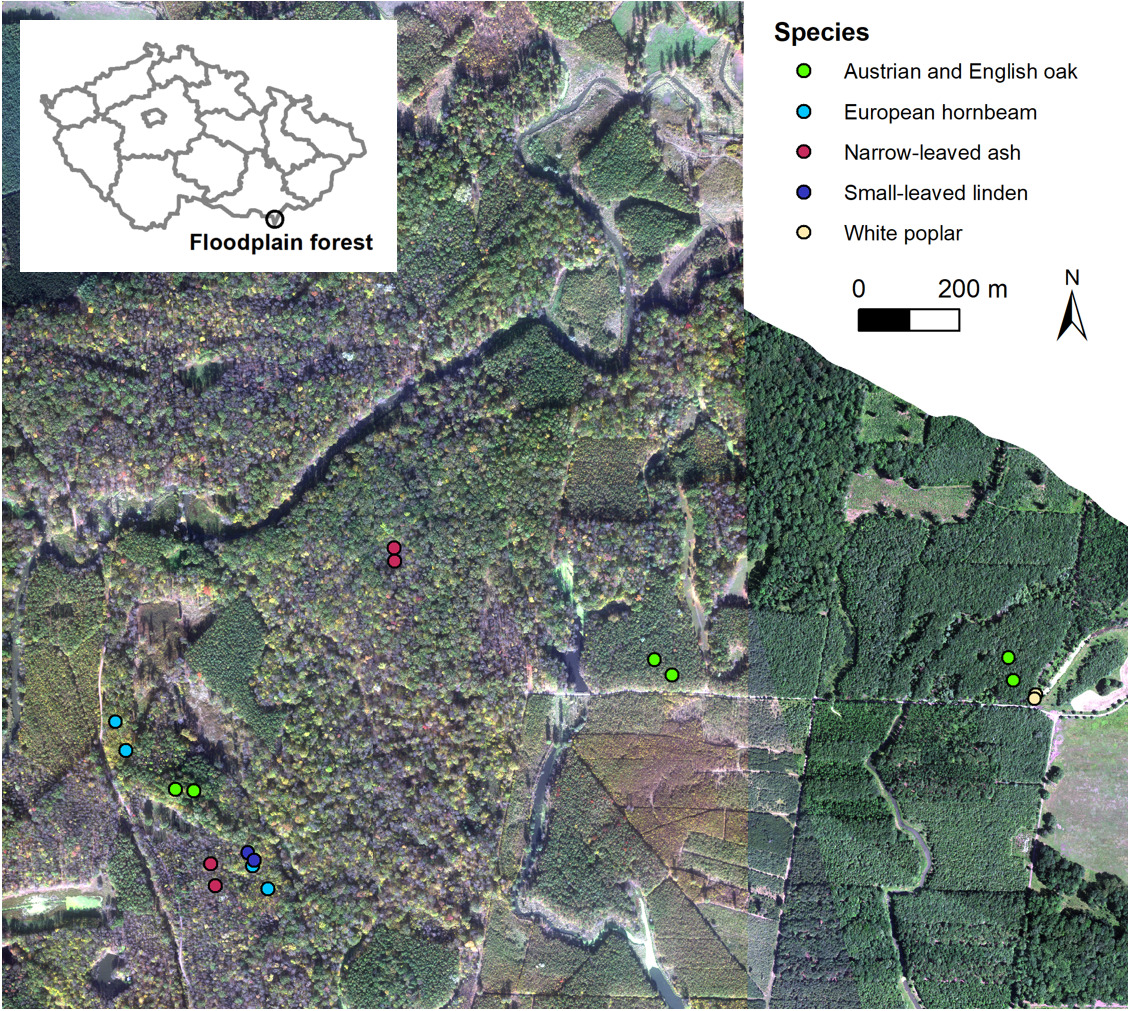 Floodplain forest
Species
Austrian and English oak
European hornbeam
Narrow-leaved ash
Small-leaved linden
White poplar
0 200 m
N